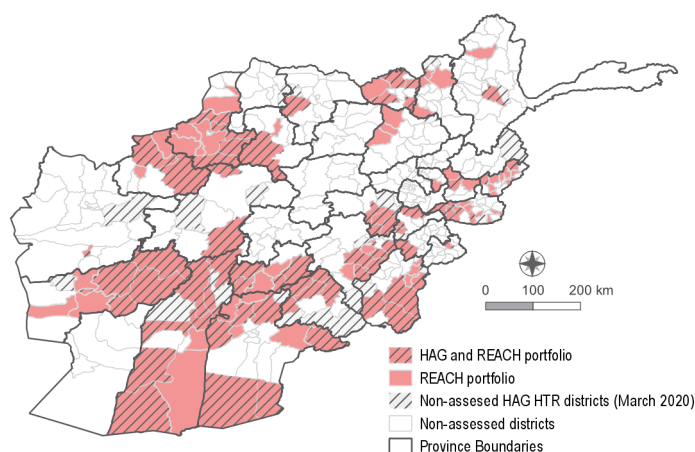 0 100 200 km
HAG and REACH portfolio
REACH portfolio
Non-assesed HAG HTR districts (March 2020)
Non-assessed districts
Province Boundaries